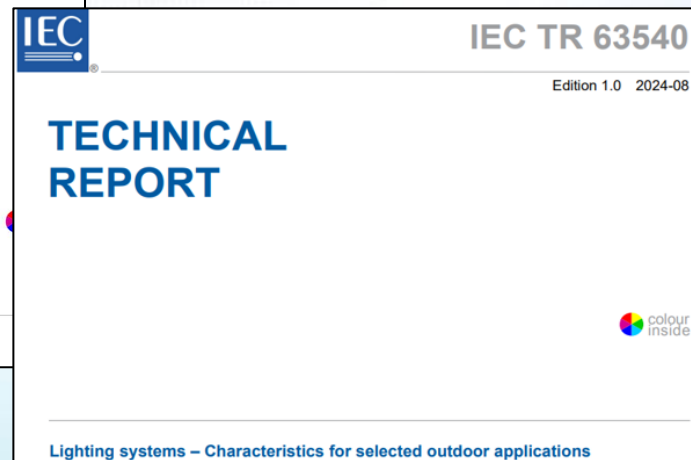 IEC
®
IEC TR 63540
Edition 1.0 2024-08
TECHNICAL
REPORT
colour
inside
Lighting systems – Characteristics for selected outdoor applications